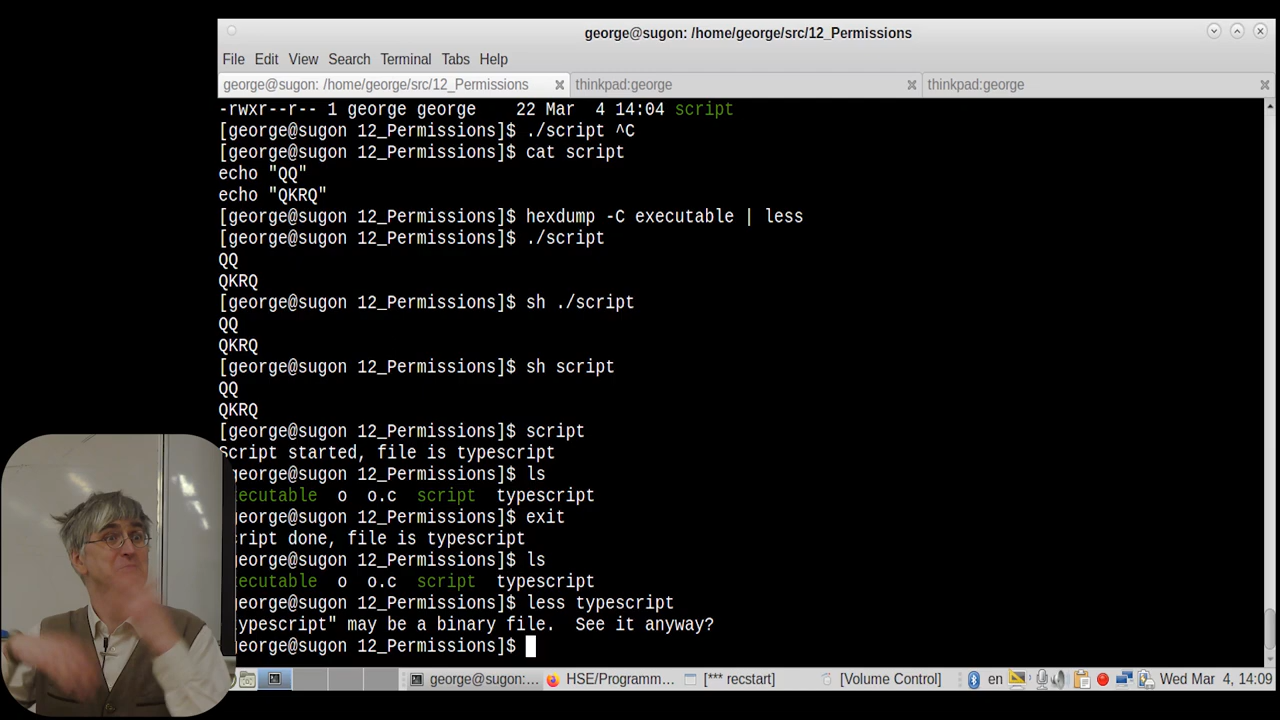 george@sugon: /home/george/src/12_Permissions
File Edit View Search Terminal Tabs Help
george@sugon: /home/george/src/12_Permissions thinkpad:george thinkpad:george
-rwxr--r-- 1 george george    22 Mar  4 14:04 script
[george@sugon 12_Permissions]$ ./script ^C
[george@sugon 12_Permissions]$ cat script
echo "QQ"
echo "QKRQ"
[george@sugon 12_Permissions]$ hexdump -C executable | less
[george@sugon 12_Permissions]$ ./script
QQ
QKRQ
[george@sugon 12_Permissions]$ sh ./script
QQ
QKRQ
[george@sugon 12_Permissions]$ sh script
QQ
QKRQ
[george@sugon 12_Permissions]$ script
Script started, file is typescript
george@sugon 12_Permissions]$ ls
ecutable  o  o.c  script  typescript
george@sugon 12_Permissions]$ exit
cript done, file is typescript
george@sugon 12_Permissions]$ ls
ecutable  o  o.c  script  typescript
george@sugon 12_Permissions]$ less typescript
typescript" may be a binary file.  See it anyway?
george@sugon 12_Permissions]$
george@sugon:... HSE/Programm... [*** recstart] [Volume Control] en Wed Mar  4, 14:09